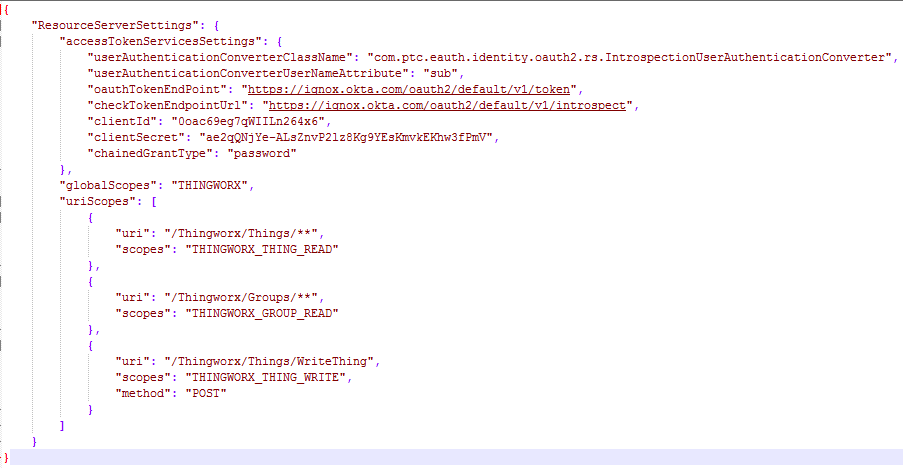 {
"ResourceServerSettings": {
"accessTokenServicesSettings": {
"userAuthenticationConverterClassName": "com.ptc.eauth.identity.oauth2.rs.IntrospectionUserAuthenticationConverter",
"userAuthenticationConverterUserNameAttribute": "sub",
"oauthTokenEndPoint": "https://ignox.okta.com/oauth2/default/v1/token",
"checkTokenEndpointUrl": "https://ignox.okta.com/oauth2/default/v1/introspect",
"clientId": "0oac69eg7qWIILn264x6",
"clientSecret": "ae2qQNjYe-ALsZnvP2lz8Kg9YEsKmvkEKhw3fPmV",
"chainedGrantType": "password"
},
"globalScopes": "THINGWORX",
"uriScopes": [
{
"uri": "/Thingworx/Things/**",
"scopes": "THINGWORX_THING_READ"
},
{
"uri": "/Thingworx/Groups/**",
"scopes": "THINGWORX_GROUP_READ"
},
{
"uri": "/Thingworx/Things/WriteThing",
"scopes": "THINGWORX_THING_WRITE",
"method": "POST"
}
]
}
}